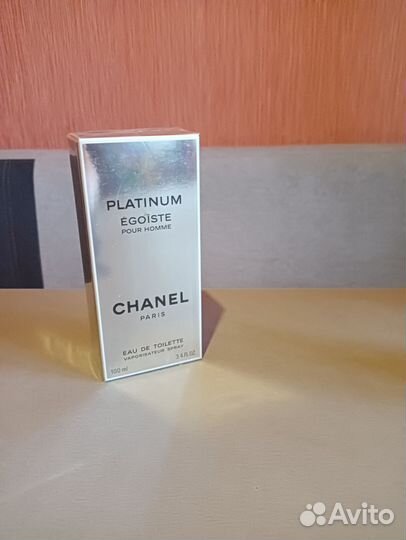 PLATINUM
ÉGOÏSTE
POUR HOMME
CHANEL
PARIS
EAU DE TOILETTE
VAPORISATEUR SPRAY
100 ml 3.4 FL.OZ
Avito